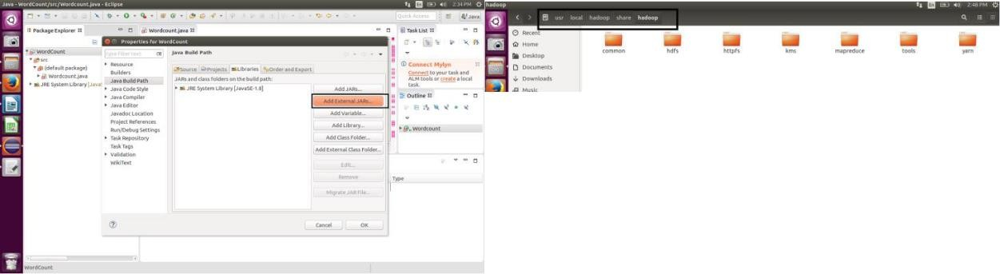 Java - WordCount/src/Wordcount.java - Eclipse
2:34 PM
Quick Access
Java
Package Explorer
Wordcount.java
WordCount
src
(default package)
Wordcount.java
JRE System Library [Java
Properties for WordCount
type filter text
Resource
Builders
Java Build Path
Java Code Style
Java Compiler
Java Editor
Javadoc Location
Project References
Run/Debug Settings
Task Repository
Task Tags
Validation
WikiText
Java Build Path
Source
Projects
Libraries
Order and Export
JARs and class folders on the build path:
JRE System Library [JavaSE-1.8]
Add JARs...
Add External JARs...
Add Variable...
Add Library...
Add Class Folder...
Add External Class Folder...
Edit...
Remove
Migrate JAR File...
Cancel
OK
Task List
Connect Mylyn
Connect to your task and
ALM tools or create a local
task.
Outline
Wordcount
Type
WordCount
hadoop
2:48 PM
usr local hadoop share hadoop
Recent
Home
Desktop
Documents
Downloads
Music
common
hdfs
httpfs
kms
mapreduce
tools
yarn